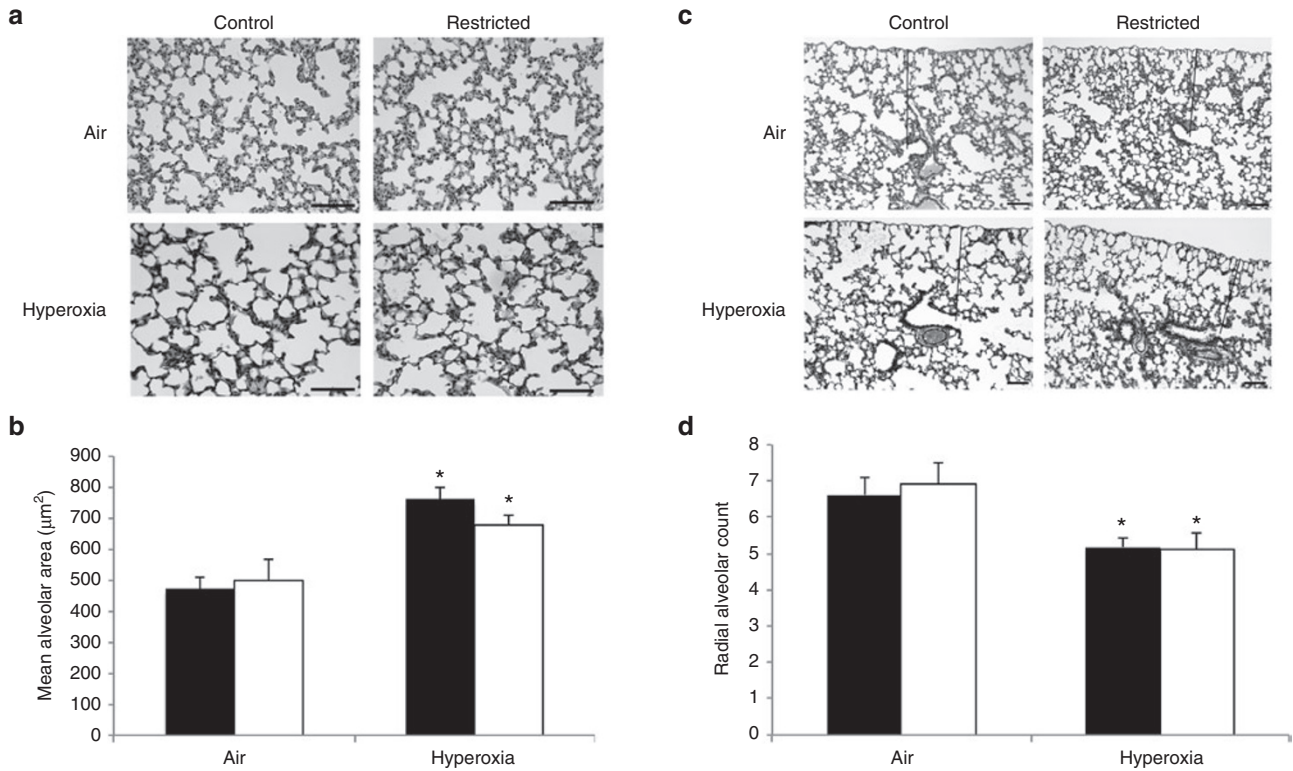 a
Control
Restricted
Air
Hyperoxia
b
Mean alveolar area (µm²)
900
800
700
600
500
400
300
200
100
0
*
*
Air
Hyperoxia
c
Control
Restricted
Air
Hyperoxia
d
Radial alveolar count
8
7
6
5
4
3
2
1
0
*
*
Air
Hyperoxia